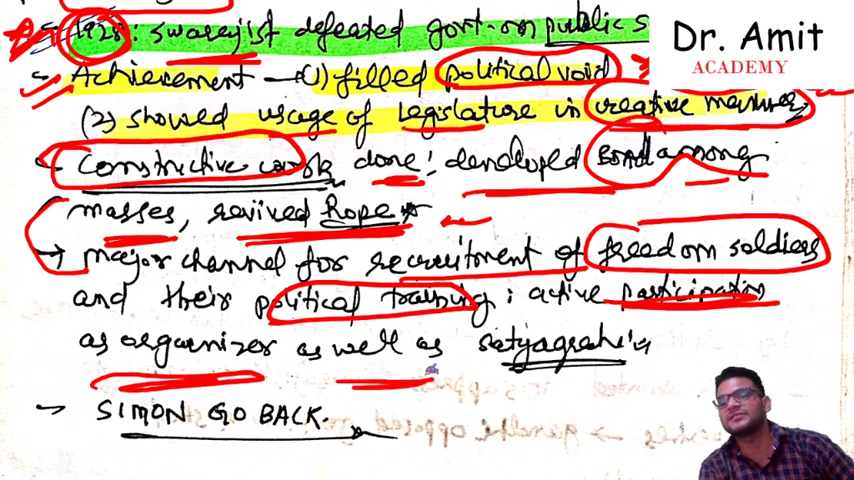 1928: swarajist defeated govt. on public s
Dr. Amit
ACADEMY
Achievement — (1) filled political void
(2) showed usage of legislature in creative manner
constructive work done: developed Bond among
masses, revived Hope
→ major channel for recruitment of freedom soldiers
and their political training: active participation
as organizer as well as satyagrahis
→ SIMON GO BACK.